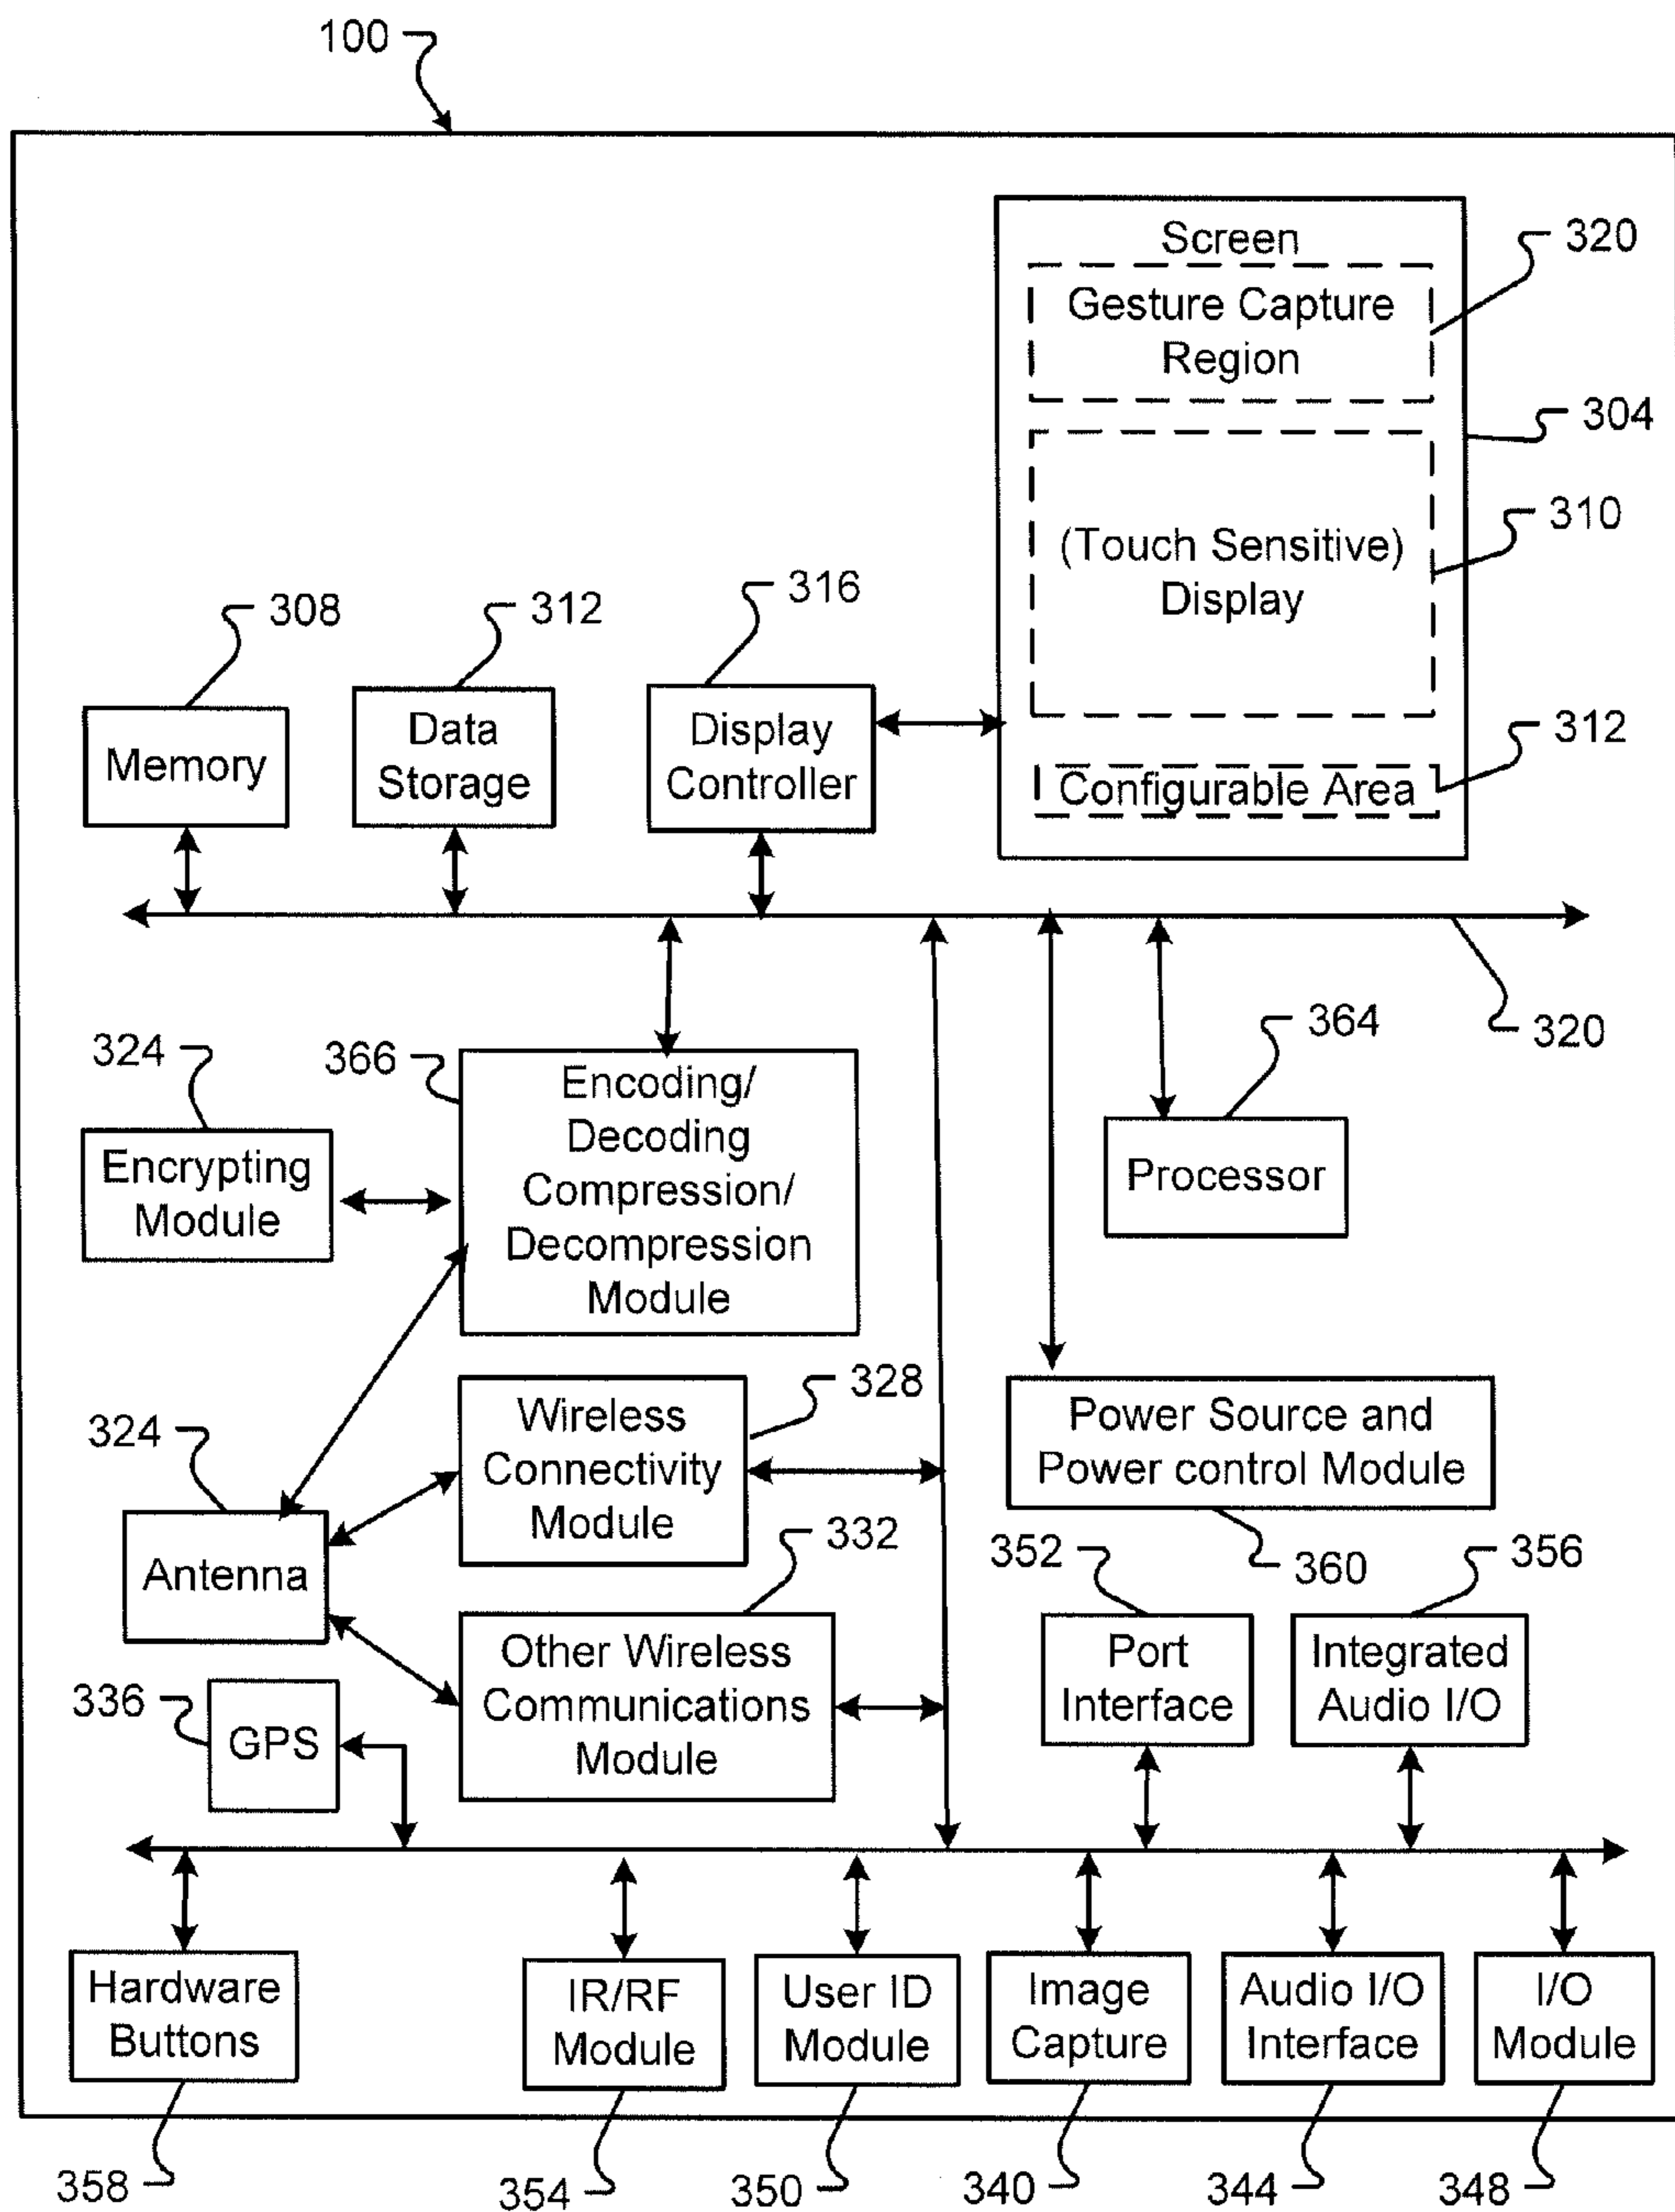 100
Screen
320
Gesture Capture
Region
304
310
(Touch Sensitive)
Display
308
312
316
Memory
Data
Storage
Display
Controller
312
Configurable Area
320
324
366
Encoding/
Decoding
Compression/
Decompression
Module
364
Encrypting
Module
Processor
328
Wireless
Connectivity
Module
Power Source and
Power control Module
324
Antenna
332
352
360
356
Other Wireless
Communications
Module
Port
Interface
Integrated
Audio I/O
336
GPS
Hardware
Buttons
IR/RF
Module
User ID
Module
Image
Capture
Audio I/O
Interface
I/O
Module
358
354
350
340
344
348